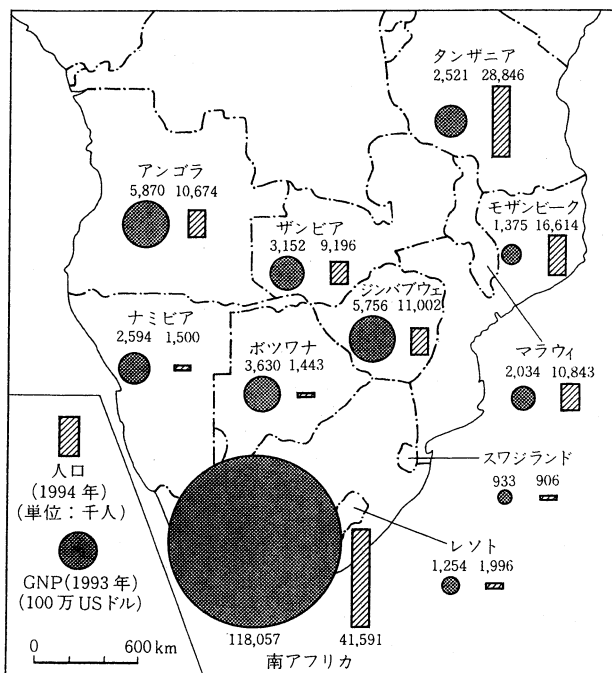 タンザニア
2,521 28,846
アンゴラ
5,870 10,674
モザンビーク
1,375 16,614
ザンビア
3,152 9,196
ジンバブウェ
5,756 11,002
ナミビア
2,594 1,500
ボツワナ
3,630 1,443
マラウィ
2,034 10,843
スワジランド
933 906
レソト
1,254 1,996
118,057 41,591
南アフリカ
人口
(1994年)
(単位:千人)
GNP(1993年)
(100万USドル)
0 600km